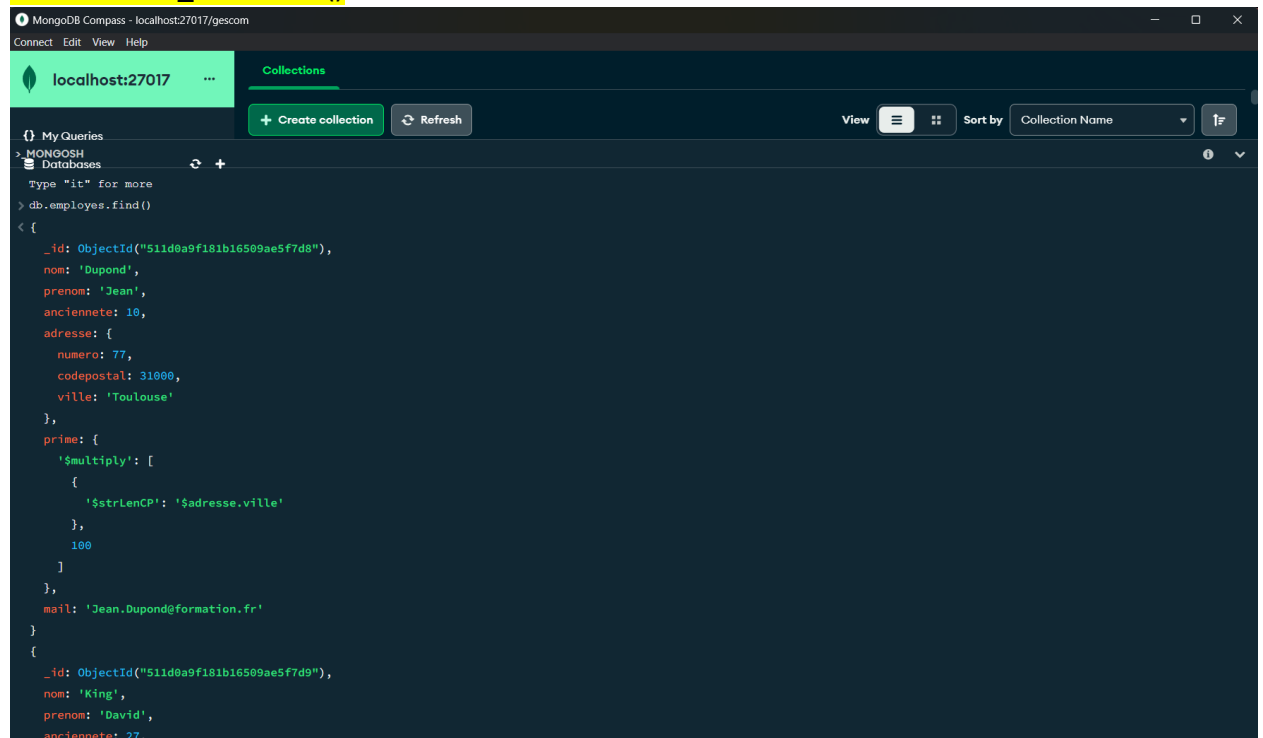 MongoDB Compass - localhost:27017/gescom
Connect Edit View Help
localhost:27017 ...
Collections
+ Create collection
Refresh
View
Sort by
Collection Name
{} My Queries
>_MONGOSH
Databases
Type "it" for more
> db.employes.find()
< {
_id: ObjectId("511d0a9f181b16509ae5f7d8"),
nom: 'Dupond',
prenom: 'Jean',
anciennete: 10,
adresse: {
numero: 77,
codepostal: 31000,
ville: 'Toulouse'
},
prime: {
'$multiply': [
{
'$strLenCP': '$adresse.ville'
},
100
]
},
mail: 'Jean.Dupond@formation.fr'
}
{
_id: ObjectId("511d0a9f181b16509ae5f7d9"),
nom: 'King',
prenom: 'David',
anciennete: 27,